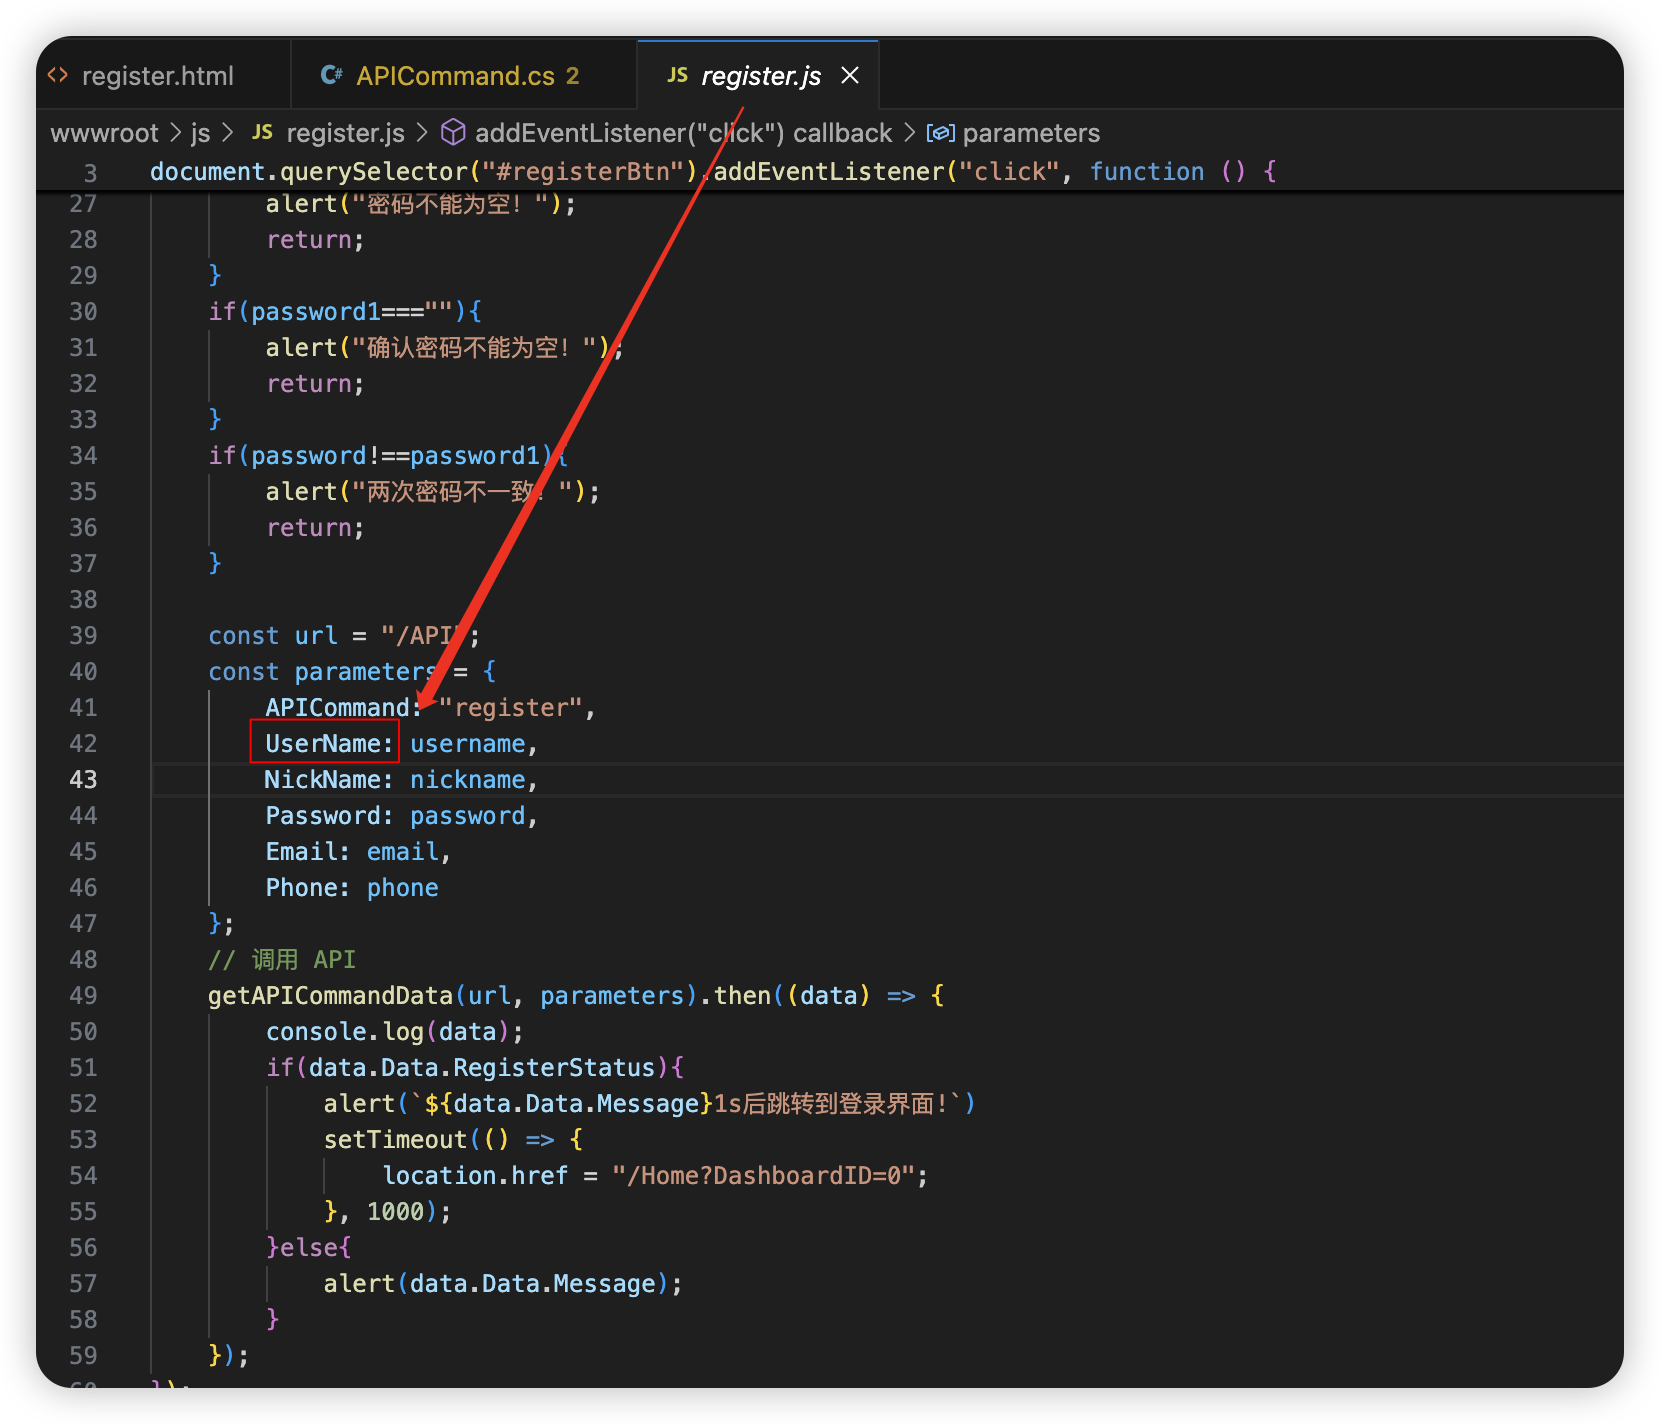 <> register.html C# APICommand.cs 2 JS register.js ×
wwwroot > js > JS register.js > addEventListener("click") callback > parameters
3 document.querySelector("#registerBtn").addEventListener("click", function () {
27 alert("密码不能为空！");
28 return;
29 }
30 if(password1===""){
31 alert("确认密码不能为空！");
32 return;
33 }
34 if(password!==password1){
35 alert("两次密码不一致！");
36 return;
37 }
38
39 const url = "/API";
40 const parameters = {
41 APICommand: "register",
42 UserName: username,
43 NickName: nickname,
44 Password: password,
45 Email: email,
46 Phone: phone
47 };
48 // 调用 API
49 getAPICommandData(url, parameters).then((data) => {
50 console.log(data);
51 if(data.Data.RegisterStatus){
52 alert(`${data.Data.Message}1s后跳转到登录界面!`)
53 setTimeout(() => {
54 location.href = "/Home?DashboardID=0";
55 }, 1000);
56 }else{
57 alert(data.Data.Message);
58 }
59 });
60 });